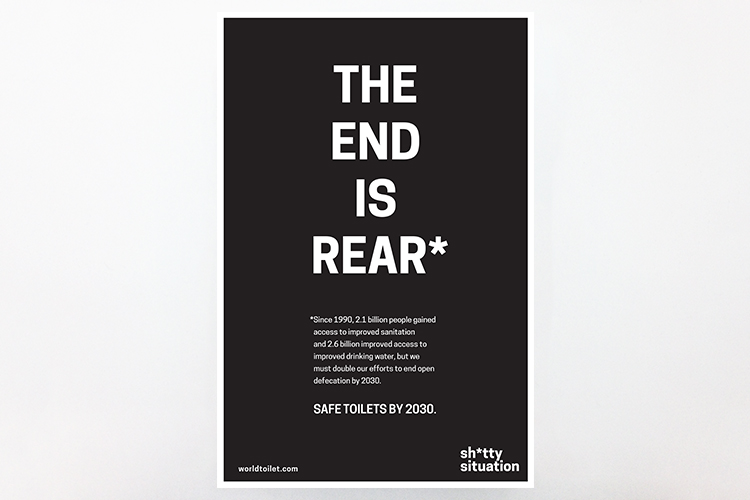 THE
END
IS
REAR*
*Since 1990, 2.1 billion people gained
access to improved sanitation
and 2.6 billion improved access to
improved drinking water, but we
must double our efforts to end open
defecation by 2030.
SAFE TOILETS BY 2030.
worldtoilet.com
sh*tty
situation